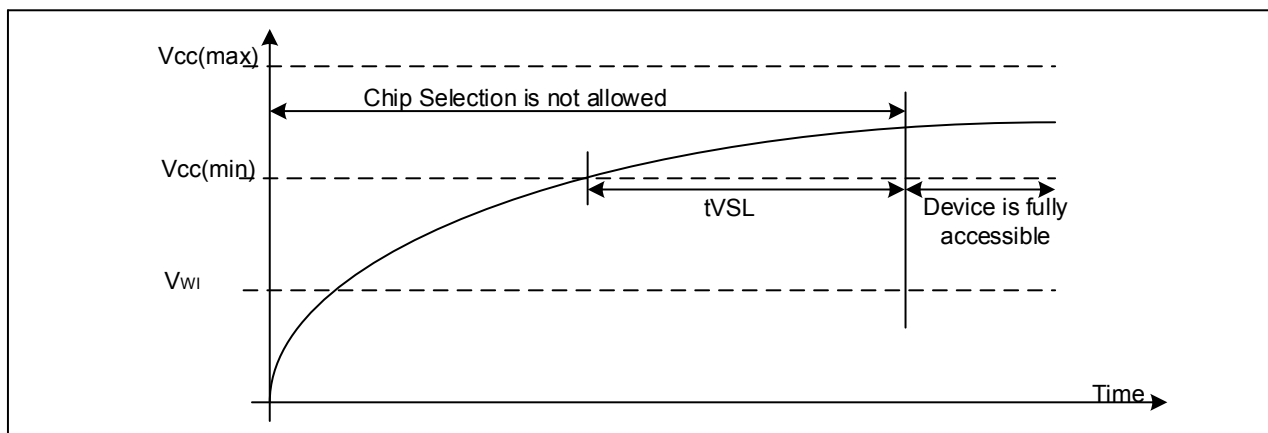 Vcc(max)
Chip Selection is not allowed
Vcc(min)
tVSL
Device is fully
accessible
VWI
Time